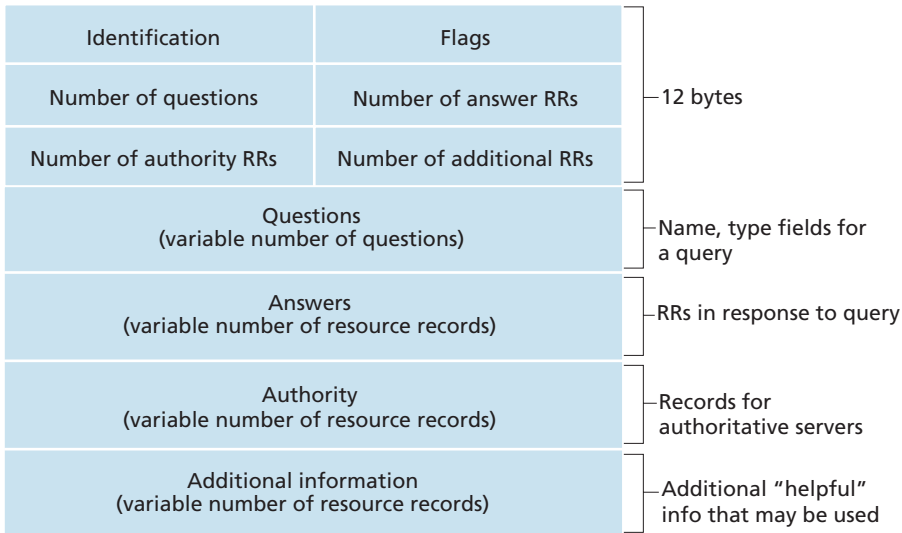 Identification
Flags
Number of questions
Number of answer RRs
12 bytes
Number of authority RRs
Number of additional RRs
Questions
(variable number of questions)
Name, type fields for
a query
Answers
(variable number of resource records)
RRs in response to query
Authority
(variable number of resource records)
Records for
authoritative servers
Additional information
(variable number of resource records)
Additional “helpful”
info that may be used